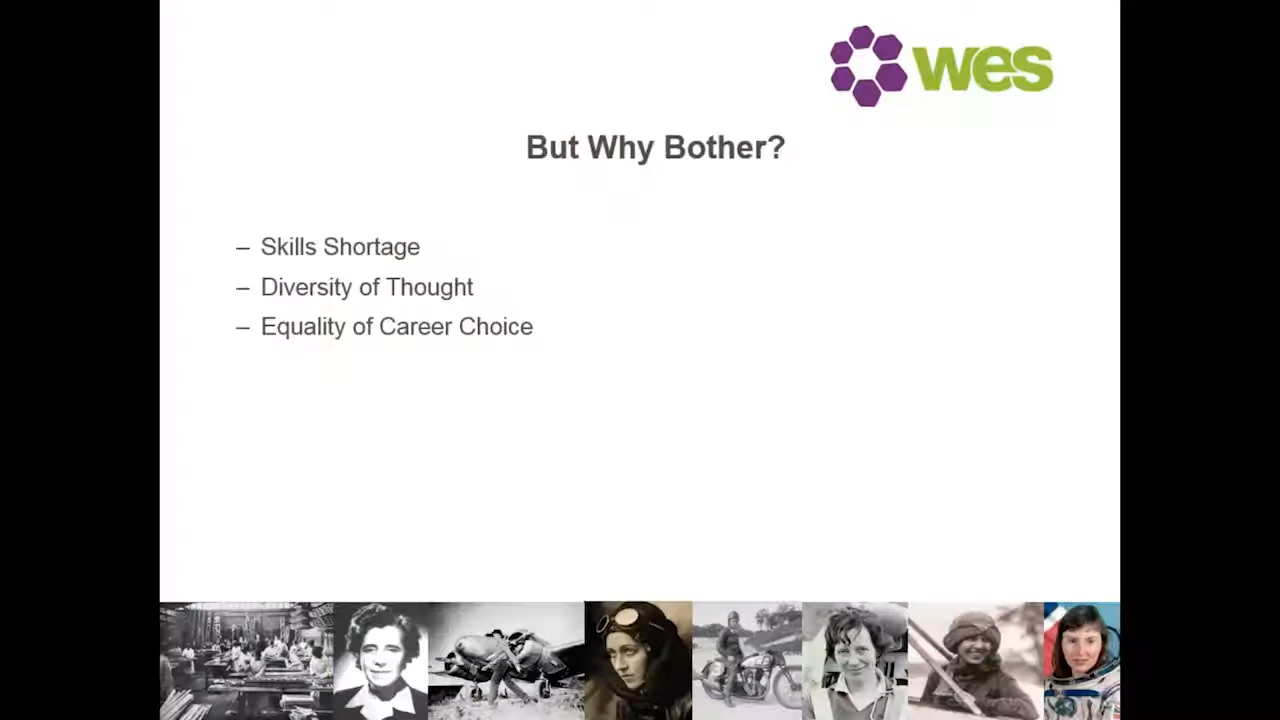 wes
But Why Bother?
– Skills Shortage
– Diversity of Thought
– Equality of Career Choice